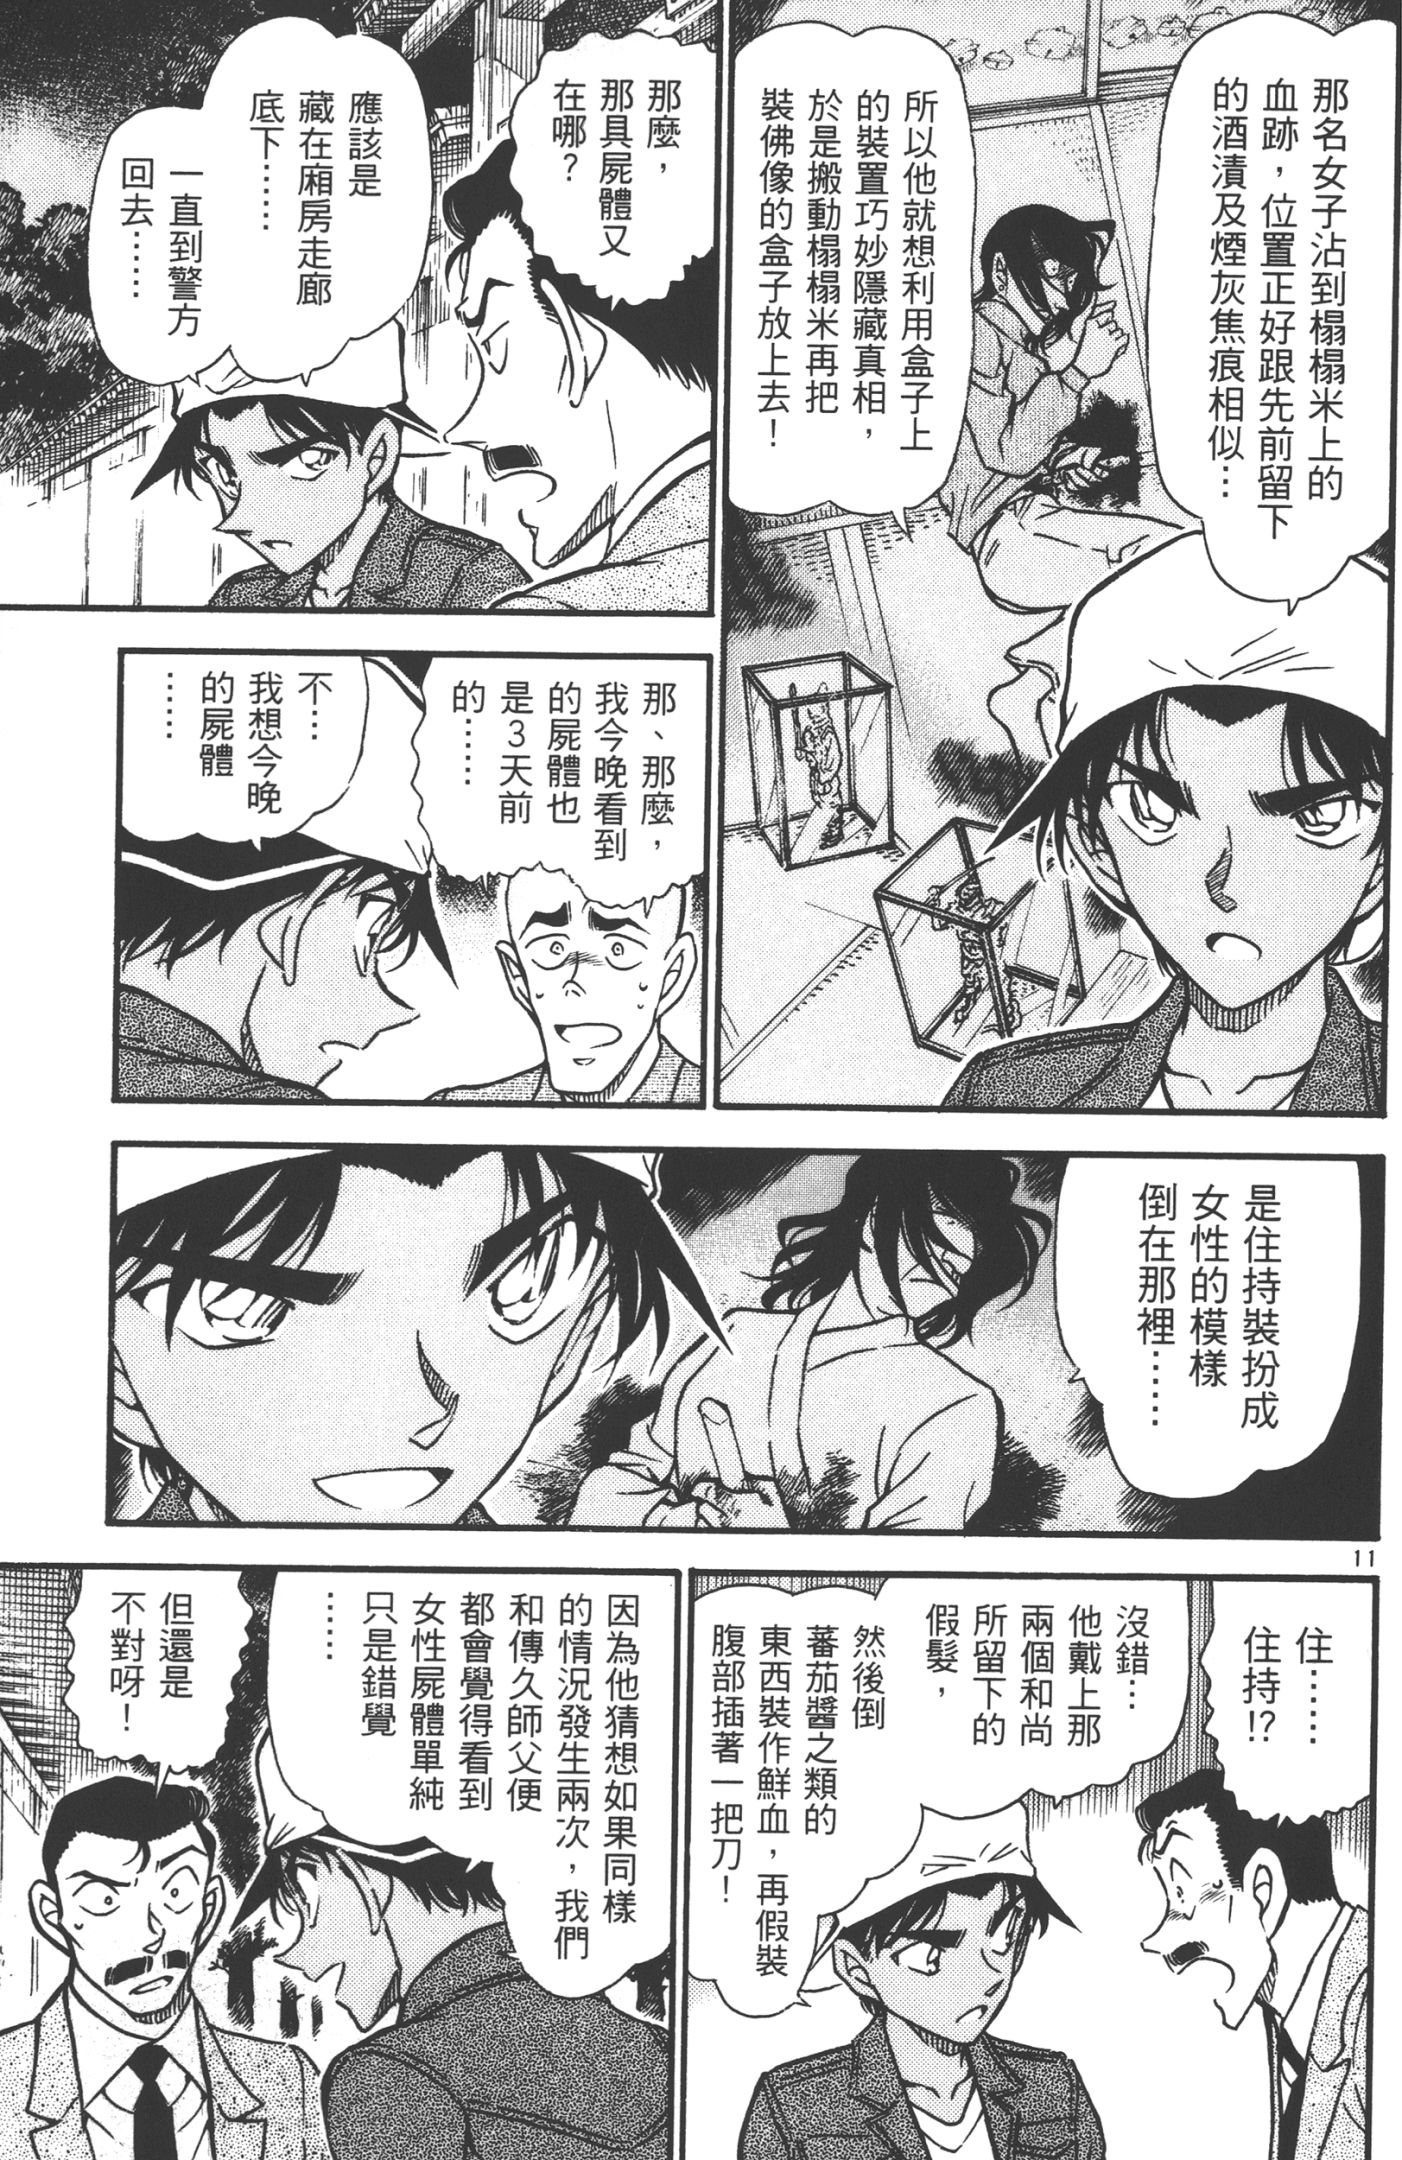 那名女子沾到榻榻米上的
血跡，位置正好跟先前留下
的酒漬及煙灰焦痕相似…
所以他就想利用盒子上
的裝置巧妙隱藏真相，
於是搬動榻榻米再把
裝佛像的盒子放上去！
那麼，
那具屍體又
在哪？
應該是
藏在廂房走廊
底下……
一直到警方
回去……
那、那麼，
我今晚看到
的屍體也
是3天前
的……
不…
我想今晚
的屍體
……
是住持裝扮成
女性的模樣
倒在那裡……
11
住……
住持!?
沒錯…
他戴上那
兩個和尚
所留下的
假髮，
然後倒
蕃茄醬之類的
東西裝作鮮血，再假裝
腹部插著一把刀！
因為他猜想如果同樣
的情況發生兩次，我們
和傳久師父便
都會覺得看到
女性屍體單純
只是錯覺
……
但還是
不對呀！